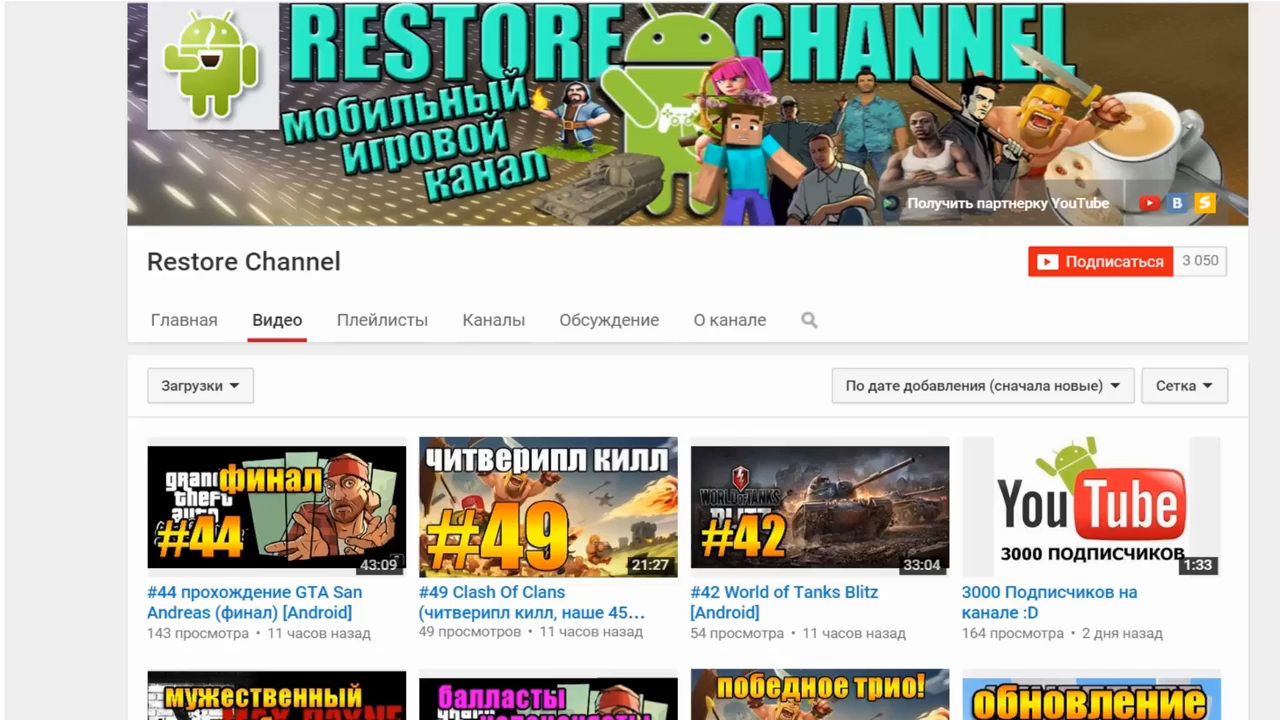 RESTORE CHANNEL
мобильный
игровой
канал
Получить партнерку YouTube
B
S
Restore Channel
Подписаться 3 050
Главная Видео Плейлисты Каналы Обсуждение О канале
Загрузки По дате добавления (сначала новые) Сетка
финал
#44
43:09
читверипл килл
#49
21:27
WORLD OF TANKS
BLITZ
#42
33:04
YouTube
3000 подписчиков
1:33
#44 прохождение GTA San
Andreas (финал) [Android]
143 просмотра • 11 часов назад
#49 Clash Of Clans
(читверипл килл, наше 45...
49 просмотров • 11 часов назад
#42 World of Tanks Blitz
[Android]
54 просмотра • 11 часов назад
3000 Подписчиков на
канале :D
164 просмотра • 2 дня назад
мужественный
балласты
победное трио!
обновление